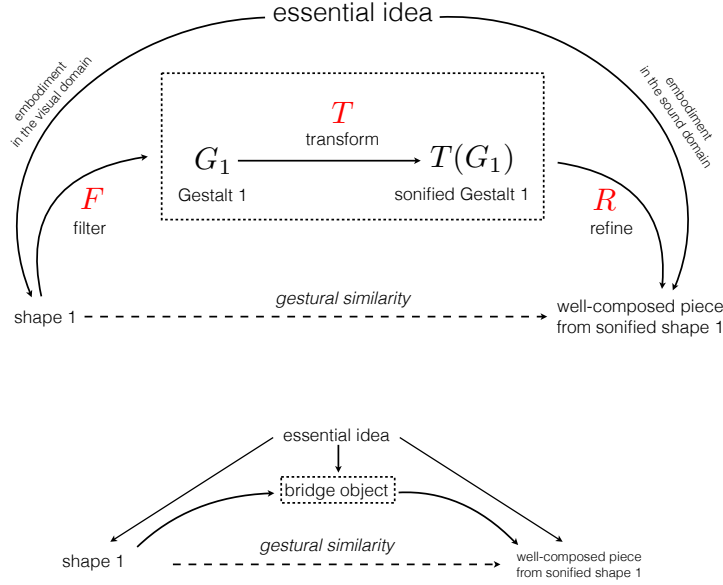 essential idea
embodiment
in the visual domain
embodiment
in the sound domain
T
transform
G₁
T(G₁)
Gestalt 1
sonified Gestalt 1
F
filter
R
refine
gestural similarity
shape 1
well-composed piece
from sonified shape 1
essential idea
bridge object
gestural similarity
shape 1
well-composed piece
from sonified shape 1